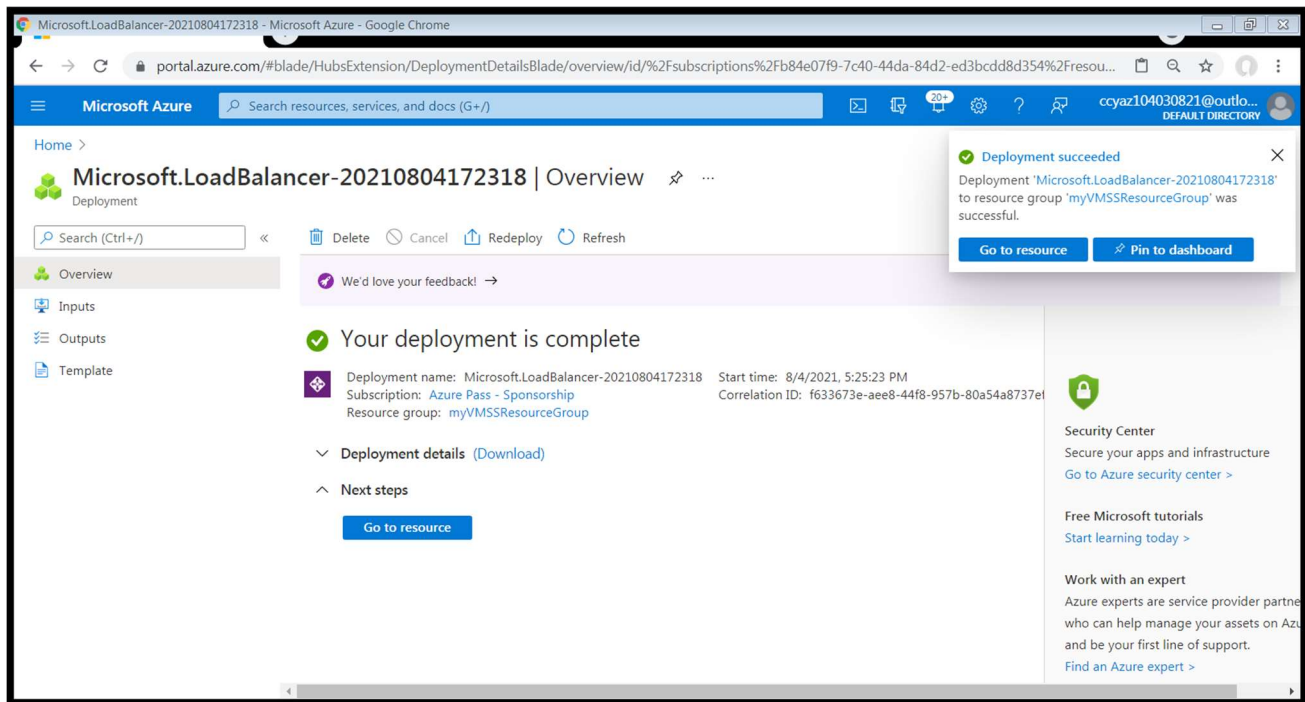 Microsoft.LoadBalancer-20210804172318 - Microsoft Azure - Google Chrome
portal.azure.com/#blade/HubsExtension/DeploymentDetailsBlade/overview/id/%2Fsubscriptions%2Fb84e07f9-7c40-44da-84d2-ed3bcdd8d354%2Fresou...
Microsoft Azure
Search resources, services, and docs (G+/)
20+
ccyaz104030821@outlo...
DEFAULT DIRECTORY
Home >
Microsoft.LoadBalancer-20210804172318 | Overview
Deployment
Deployment succeeded
Deployment 'Microsoft.LoadBalancer-20210804172318'
to resource group 'myVMSSResourceGroup' was
successful.
Go to resource
Pin to dashboard
Search (Ctrl+/)
Delete
Cancel
Redeploy
Refresh
Overview
Inputs
Outputs
Template
We'd love your feedback! →
Your deployment is complete
Deployment name: Microsoft.LoadBalancer-20210804172318
Subscription: Azure Pass - Sponsorship
Resource group: myVMSSResourceGroup
Start time: 8/4/2021, 5:25:23 PM
Correlation ID: f633673e-aee8-44f8-957b-80a54a8737ef
Deployment details (Download)
Next steps
Go to resource
Security Center
Secure your apps and infrastructure
Go to Azure security center >
Free Microsoft tutorials
Start learning today >
Work with an expert
Azure experts are service provider partne
who can help manage your assets on Azu
and be your first line of support.
Find an Azure expert >